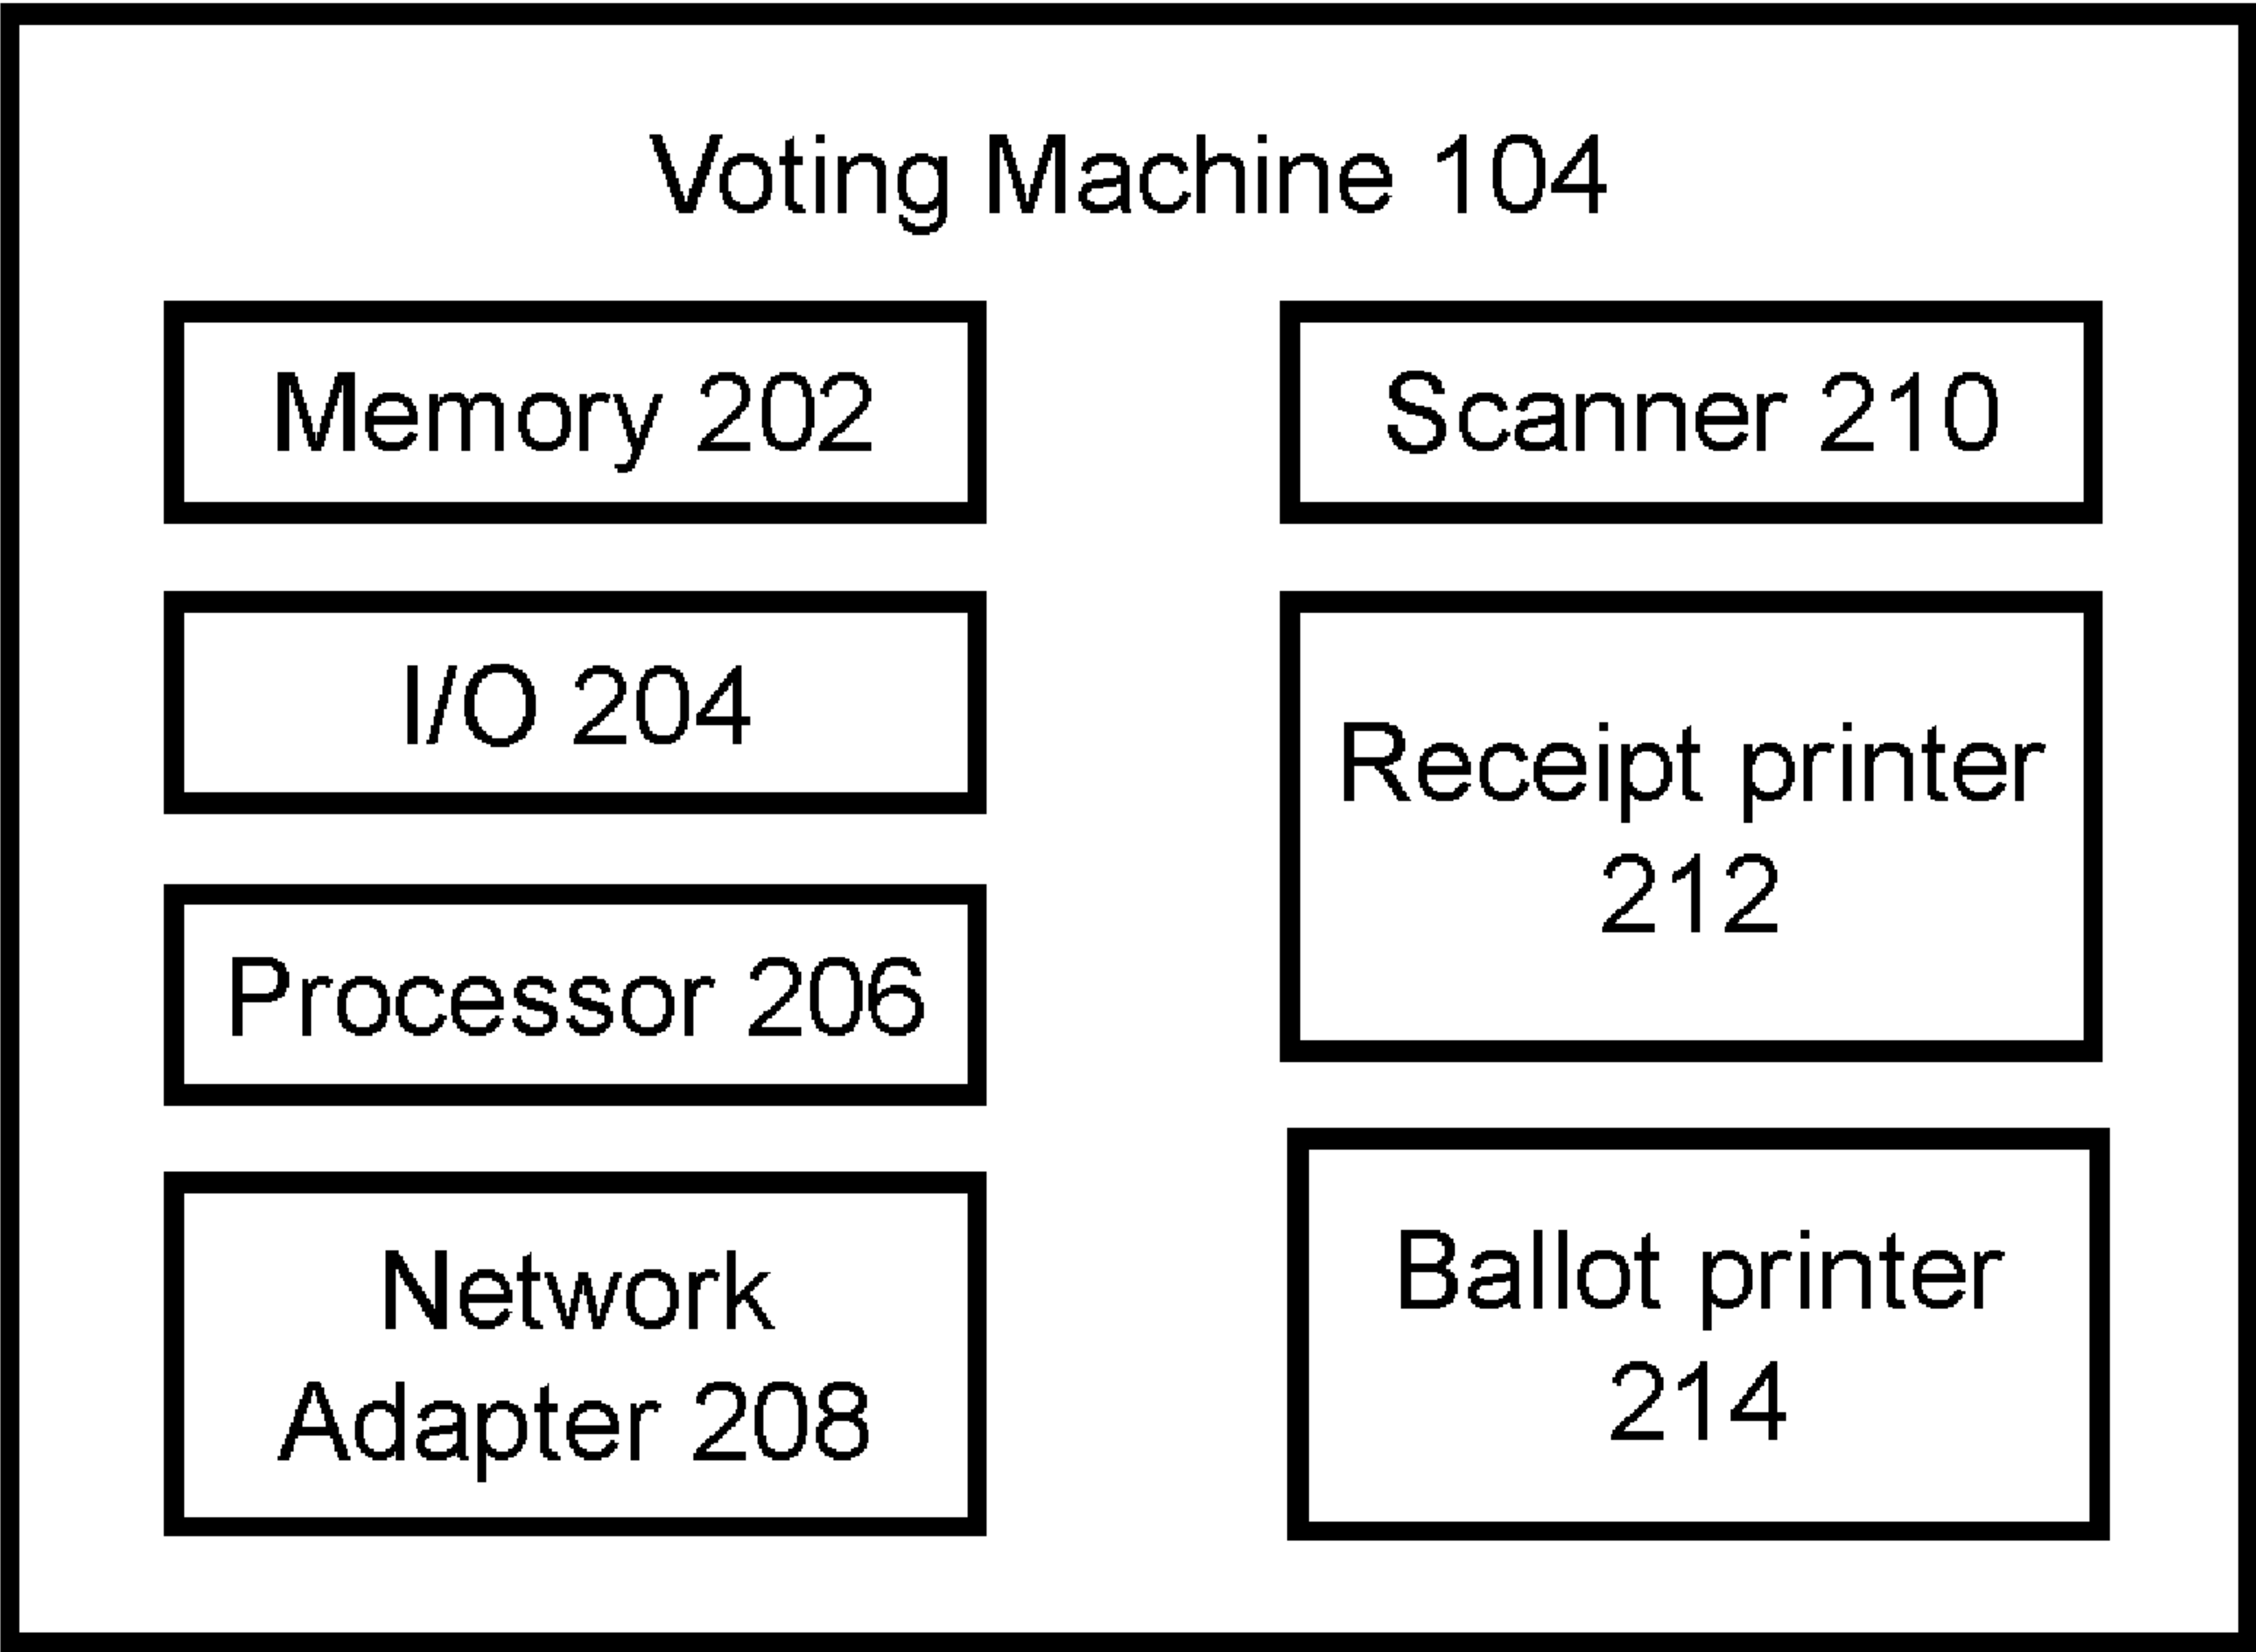 Voting Machine 104
Memory 202
I/O 204
Processor 206
Network
Adapter 208
Scanner 210
Receipt printer
212
Ballot printer
214